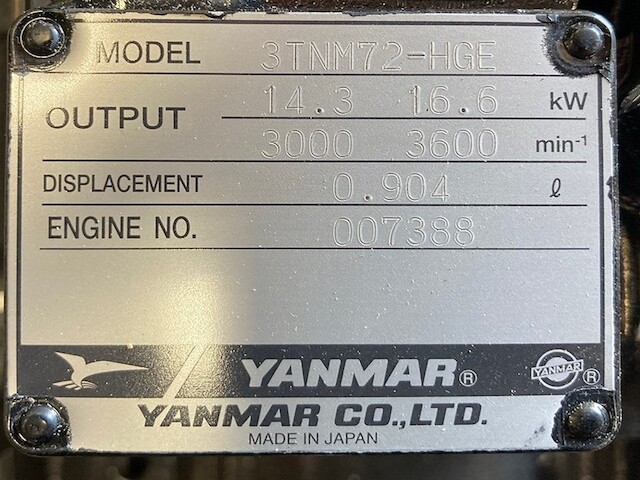 MODEL 3TNM72-HGE
OUTPUT 14.3 16.6 kW
3000 3600 min-1
DISPLACEMENT 0.904 ℓ
ENGINE NO. 007388
YANMAR® YANMAR®
YANMAR CO.,LTD.
MADE IN JAPAN